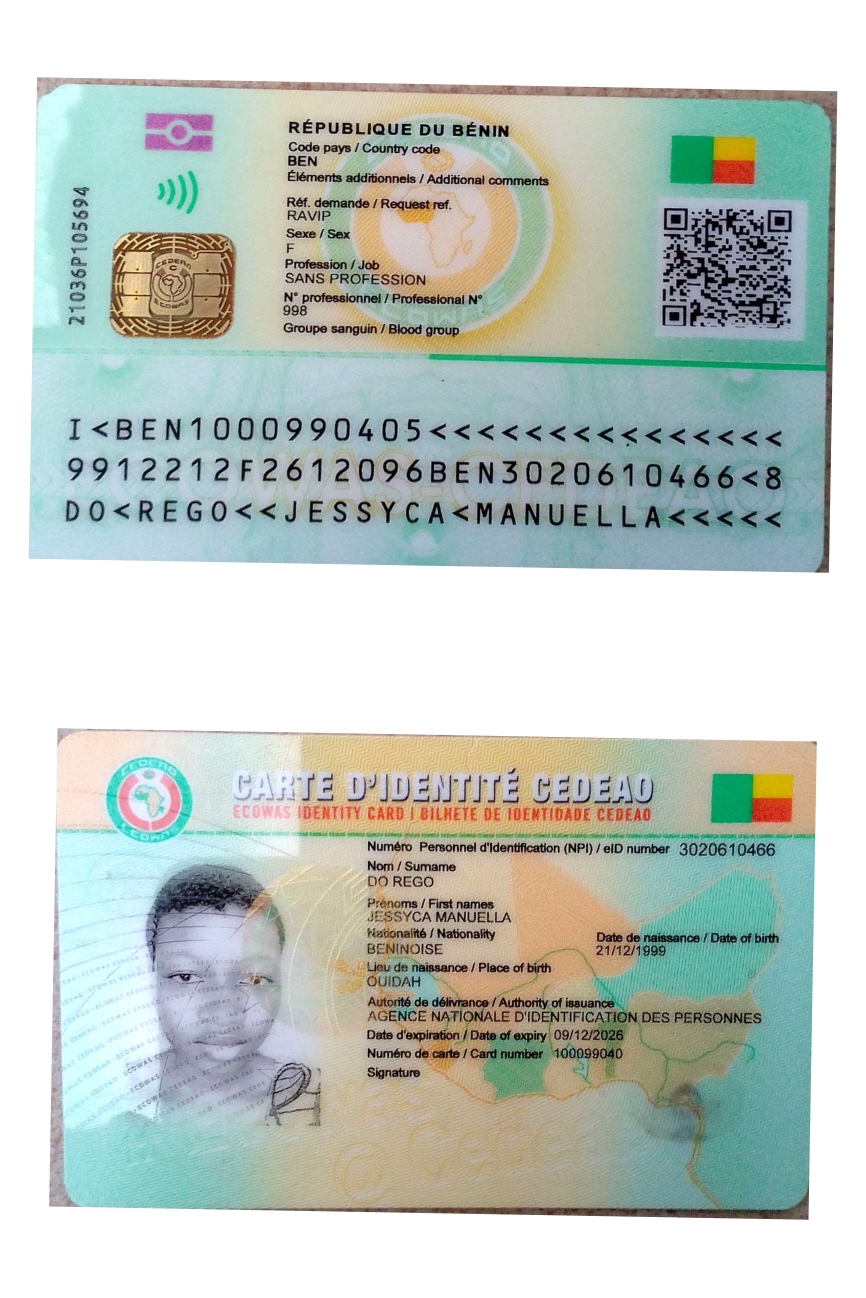 RÉPUBLIQUE DU BÉNIN
Code pays / Country code
BEN
Éléments additionnels / Additional comments
Réf. demande / Request ref.
RAVIP
Sexe / Sex
F
Profession / Job
SANS PROFESSION
N° professionnel / Professional N°
998
Groupe sanguin / Blood group
21036P105694
CEDEAO
ECOWAS
I<BEN1000990405<<<<<<<<<<<<<<<
9912212F2612096BEN3020610466<8
DO<REGO<<JESSYCA<MANUELLA<<<<<
CEDEAO
ECOWAS
CARTE D'IDENTITÉ CEDEAO
ECOWAS IDENTITY CARD | BILHETE DE IDENTIDADE CEDEAO
Numéro Personnel d'Identification (NPI) / eID number 3020610466
Nom / Surname
DO REGO
Prénoms / First names
JESSYCA MANUELLA
Nationalité / Nationality
BENINOISE
Date de naissance / Date of birth
21/12/1999
Lieu de naissance / Place of birth
OUIDAH
Autorité de délivrance / Authority of issuance
AGENCE NATIONALE D'IDENTIFICATION DES PERSONNES
Date d'expiration / Date of expiry 09/12/2026
Numéro de carte / Card number 100099040
Signature